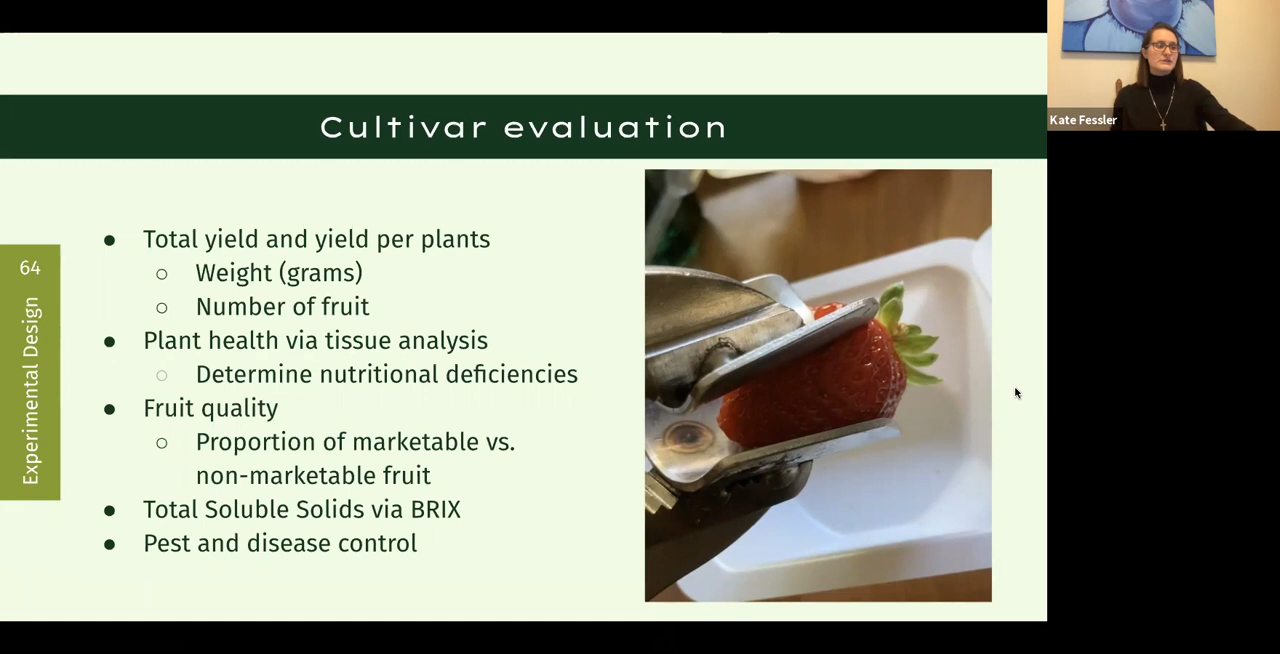 Cultivar evaluation
64
Experimental Design
● Total yield and yield per plants
○ Weight (grams)
○ Number of fruit
● Plant health via tissue analysis
○ Determine nutritional deficiencies
● Fruit quality
○ Proportion of marketable vs.
non-marketable fruit
● Total Soluble Solids via BRIX
● Pest and disease control
Kate Fessler